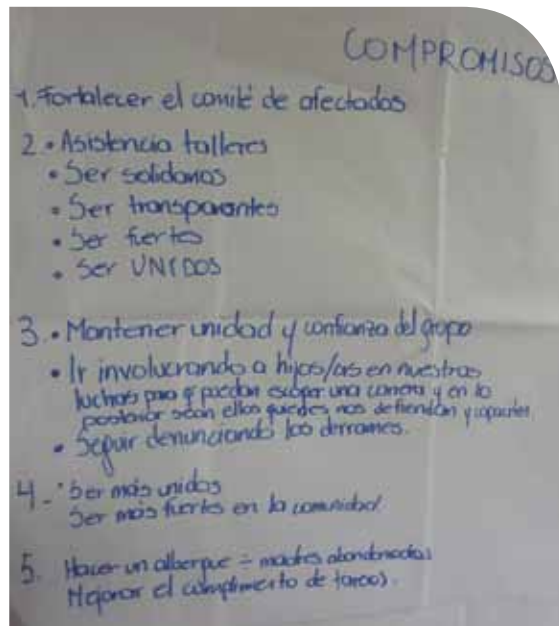 COMPROMISOS
1. Fortalecer el comité de afectados
2. • Asistencia talleres
• Ser solidarios
• Ser transparantes
• Ser fuertes
• Ser UNIDOS
3. • Mantener unidad y confianza del grupo
• Ir involucrando a hijos/as en nuestras
luchas para q puedan escoger una carrera y en lo
posterior sean ellos quiedes nos defiendan y
• Seguir denunciando los derrames.
4. - • Ser más unidos
Ser más fuertes en la comunidad.
5. Hacer un albergue - madres abandonadas
Mejorar el cumplimiento de tareas.